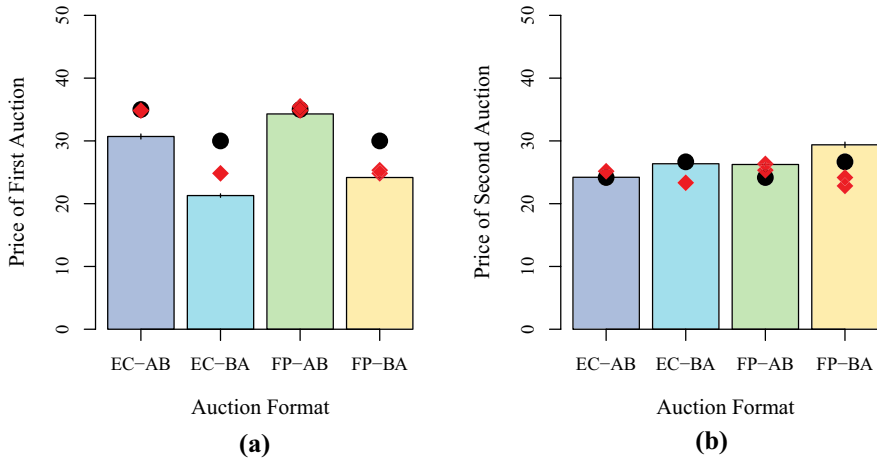 Price of First Auction
50
40
30
20
10
0
EC−AB EC−BA FP−AB FP−BA
Auction Format
(a)
Price of Second Auction
50
40
30
20
10
0
EC−AB EC−BA FP−AB FP−BA
Auction Format
(b)